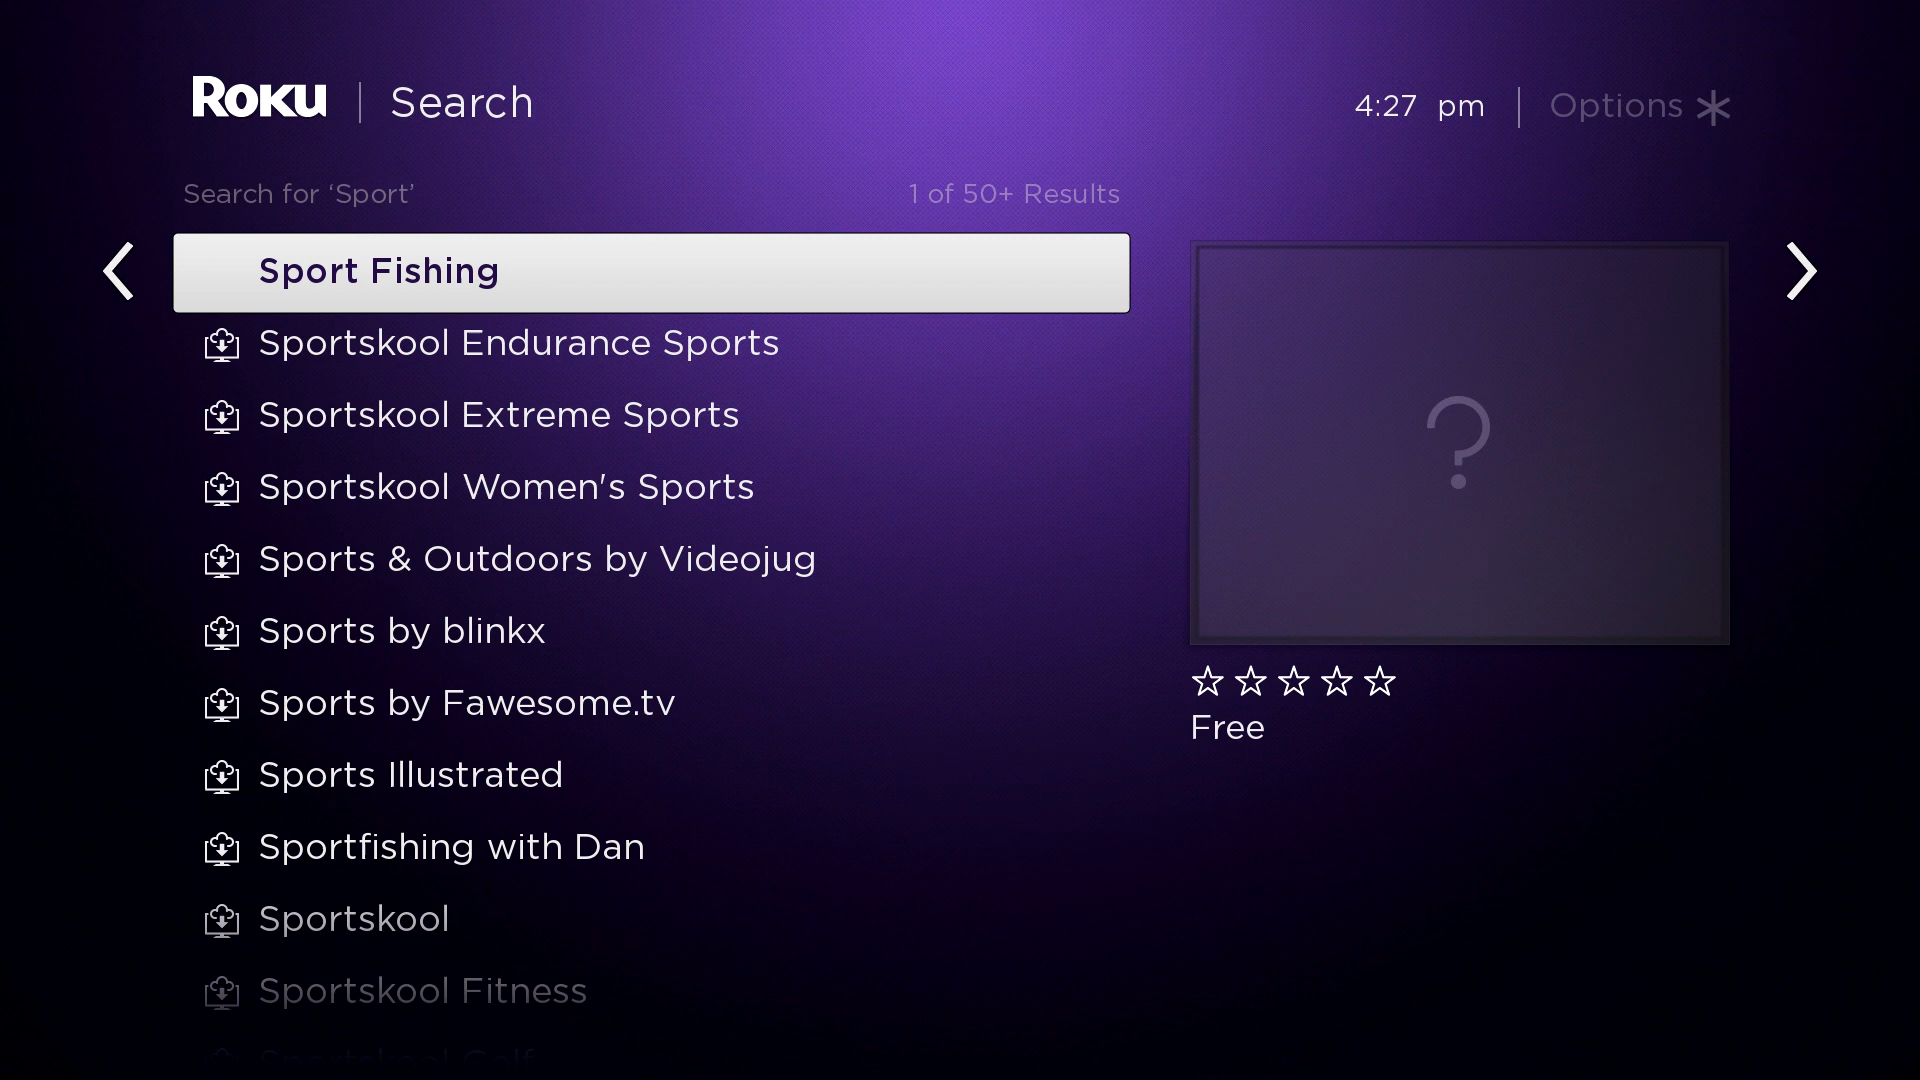 Roku | Search
4:27 pm | Options
Search for ‘Sport’
1 of 50+ Results
Sport Fishing
Sportskool Endurance Sports
Sportskool Extreme Sports
Sportskool Women's Sports
Sports & Outdoors by Videojug
Sports by blinkx
Sports by Fawesome.tv
Sports Illustrated
Sportfishing with Dan
Sportskool
Sportskool Fitness
Sportskool Golf
?
Free